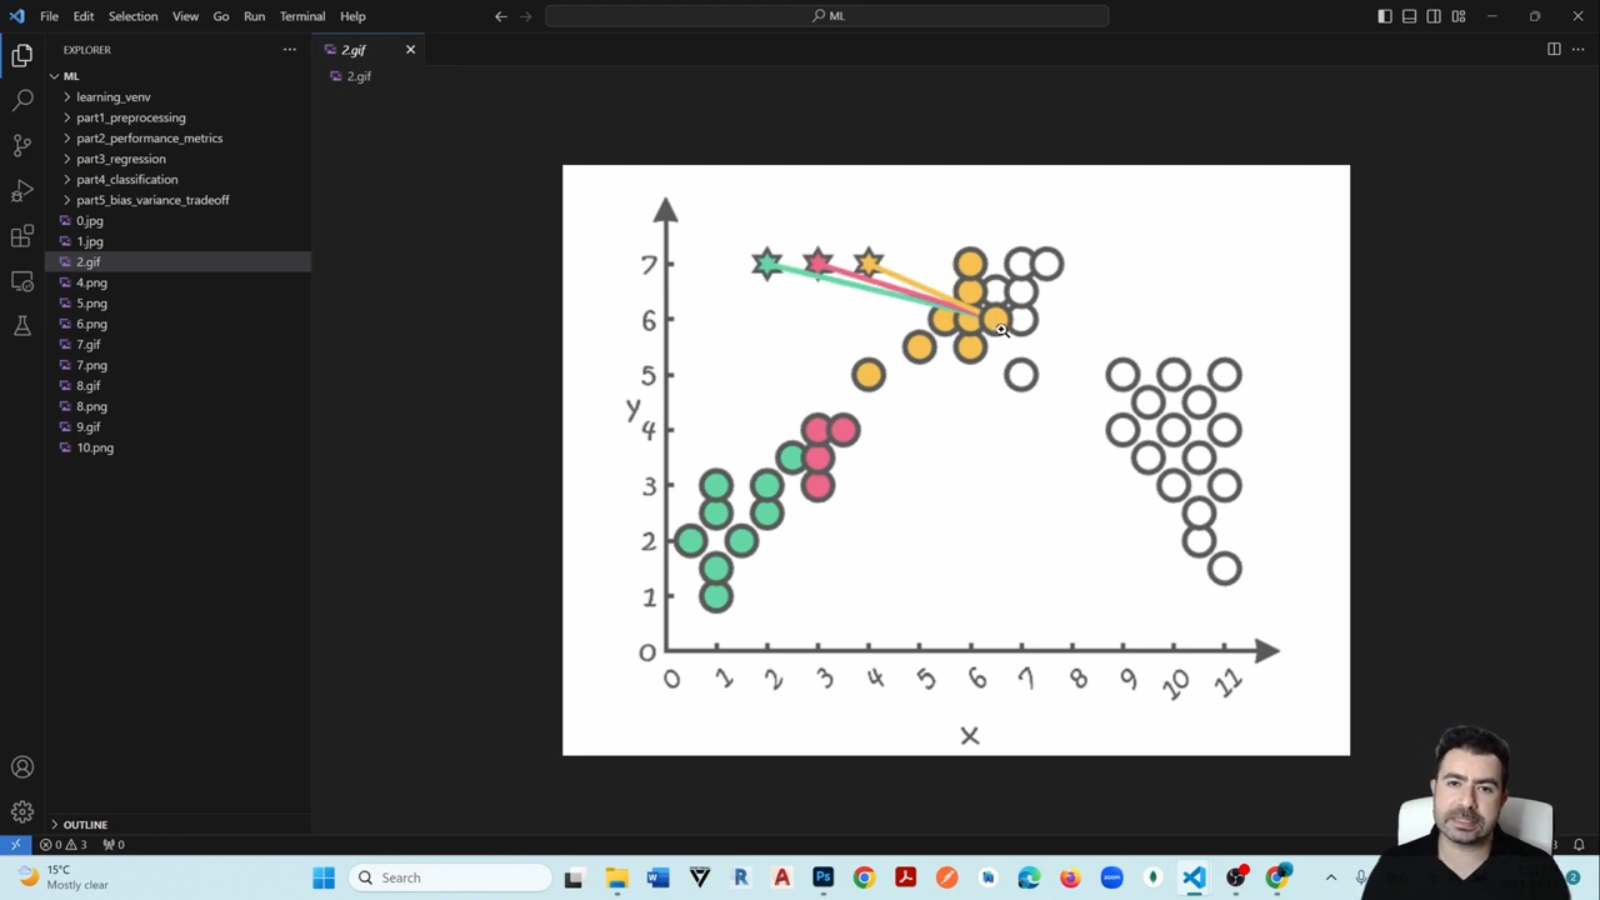 File Edit Selection View Go Run Terminal Help
ML
EXPLORER
2.gif
ML
2.gif
learning_venv
part1_preprocessing
part2_performance_metrics
part3_regression
part4_classification
part5_bias_variance_tradeoff
0.jpg
1.jpg
2.gif
4.png
5.png
6.png
7.gif
7.png
8.gif
8.png
9.gif
10.png
7
6
5
y
4
3
2
1
0
0 1 2 3 4 5 6 7 8 9 10 11
x
OUTLINE
0 3 0
15°C
Mostly clear
Search
W
R
A
Ps
zoom
2